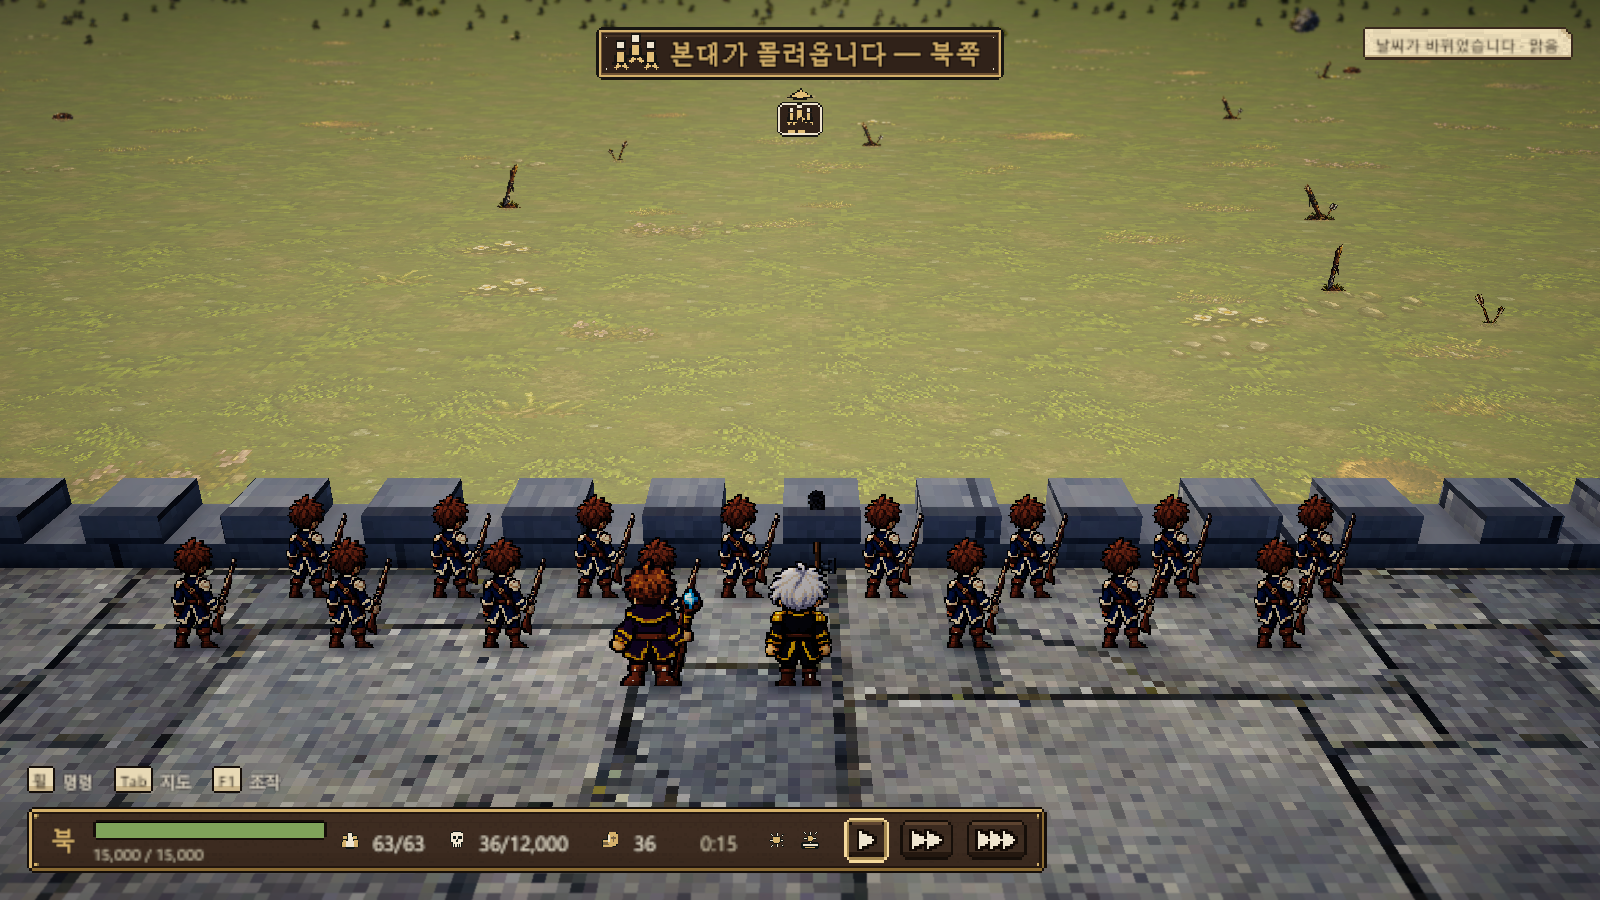 본대가 몰려옵니다 — 북쪽
날씨가 바뀌었습니다 · 맑음
휠 명령 Tab 지도 F1 조작
북 63/63 36/12,000 36 0:15
15,000 / 15,000